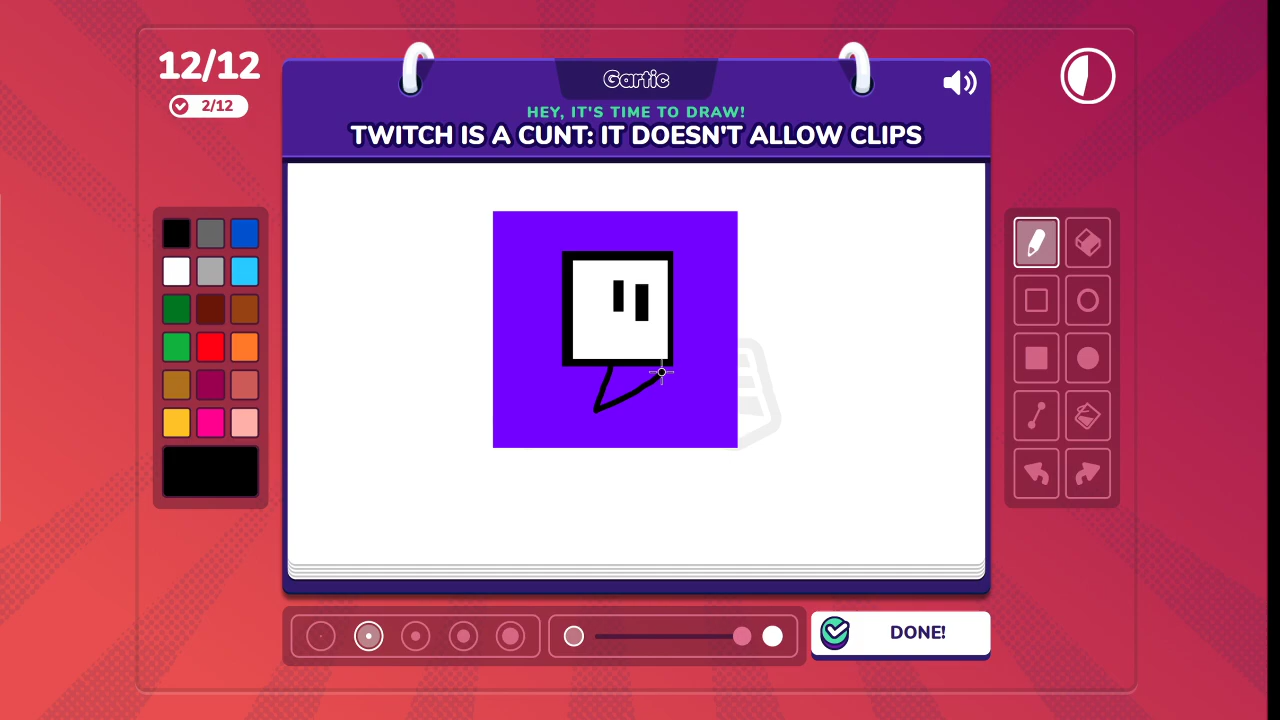 12/12
2/12
Gartic
HEY, IT'S TIME TO DRAW!
TWITCH IS A CUNT: IT DOESN'T ALLOW CLIPS
DONE!